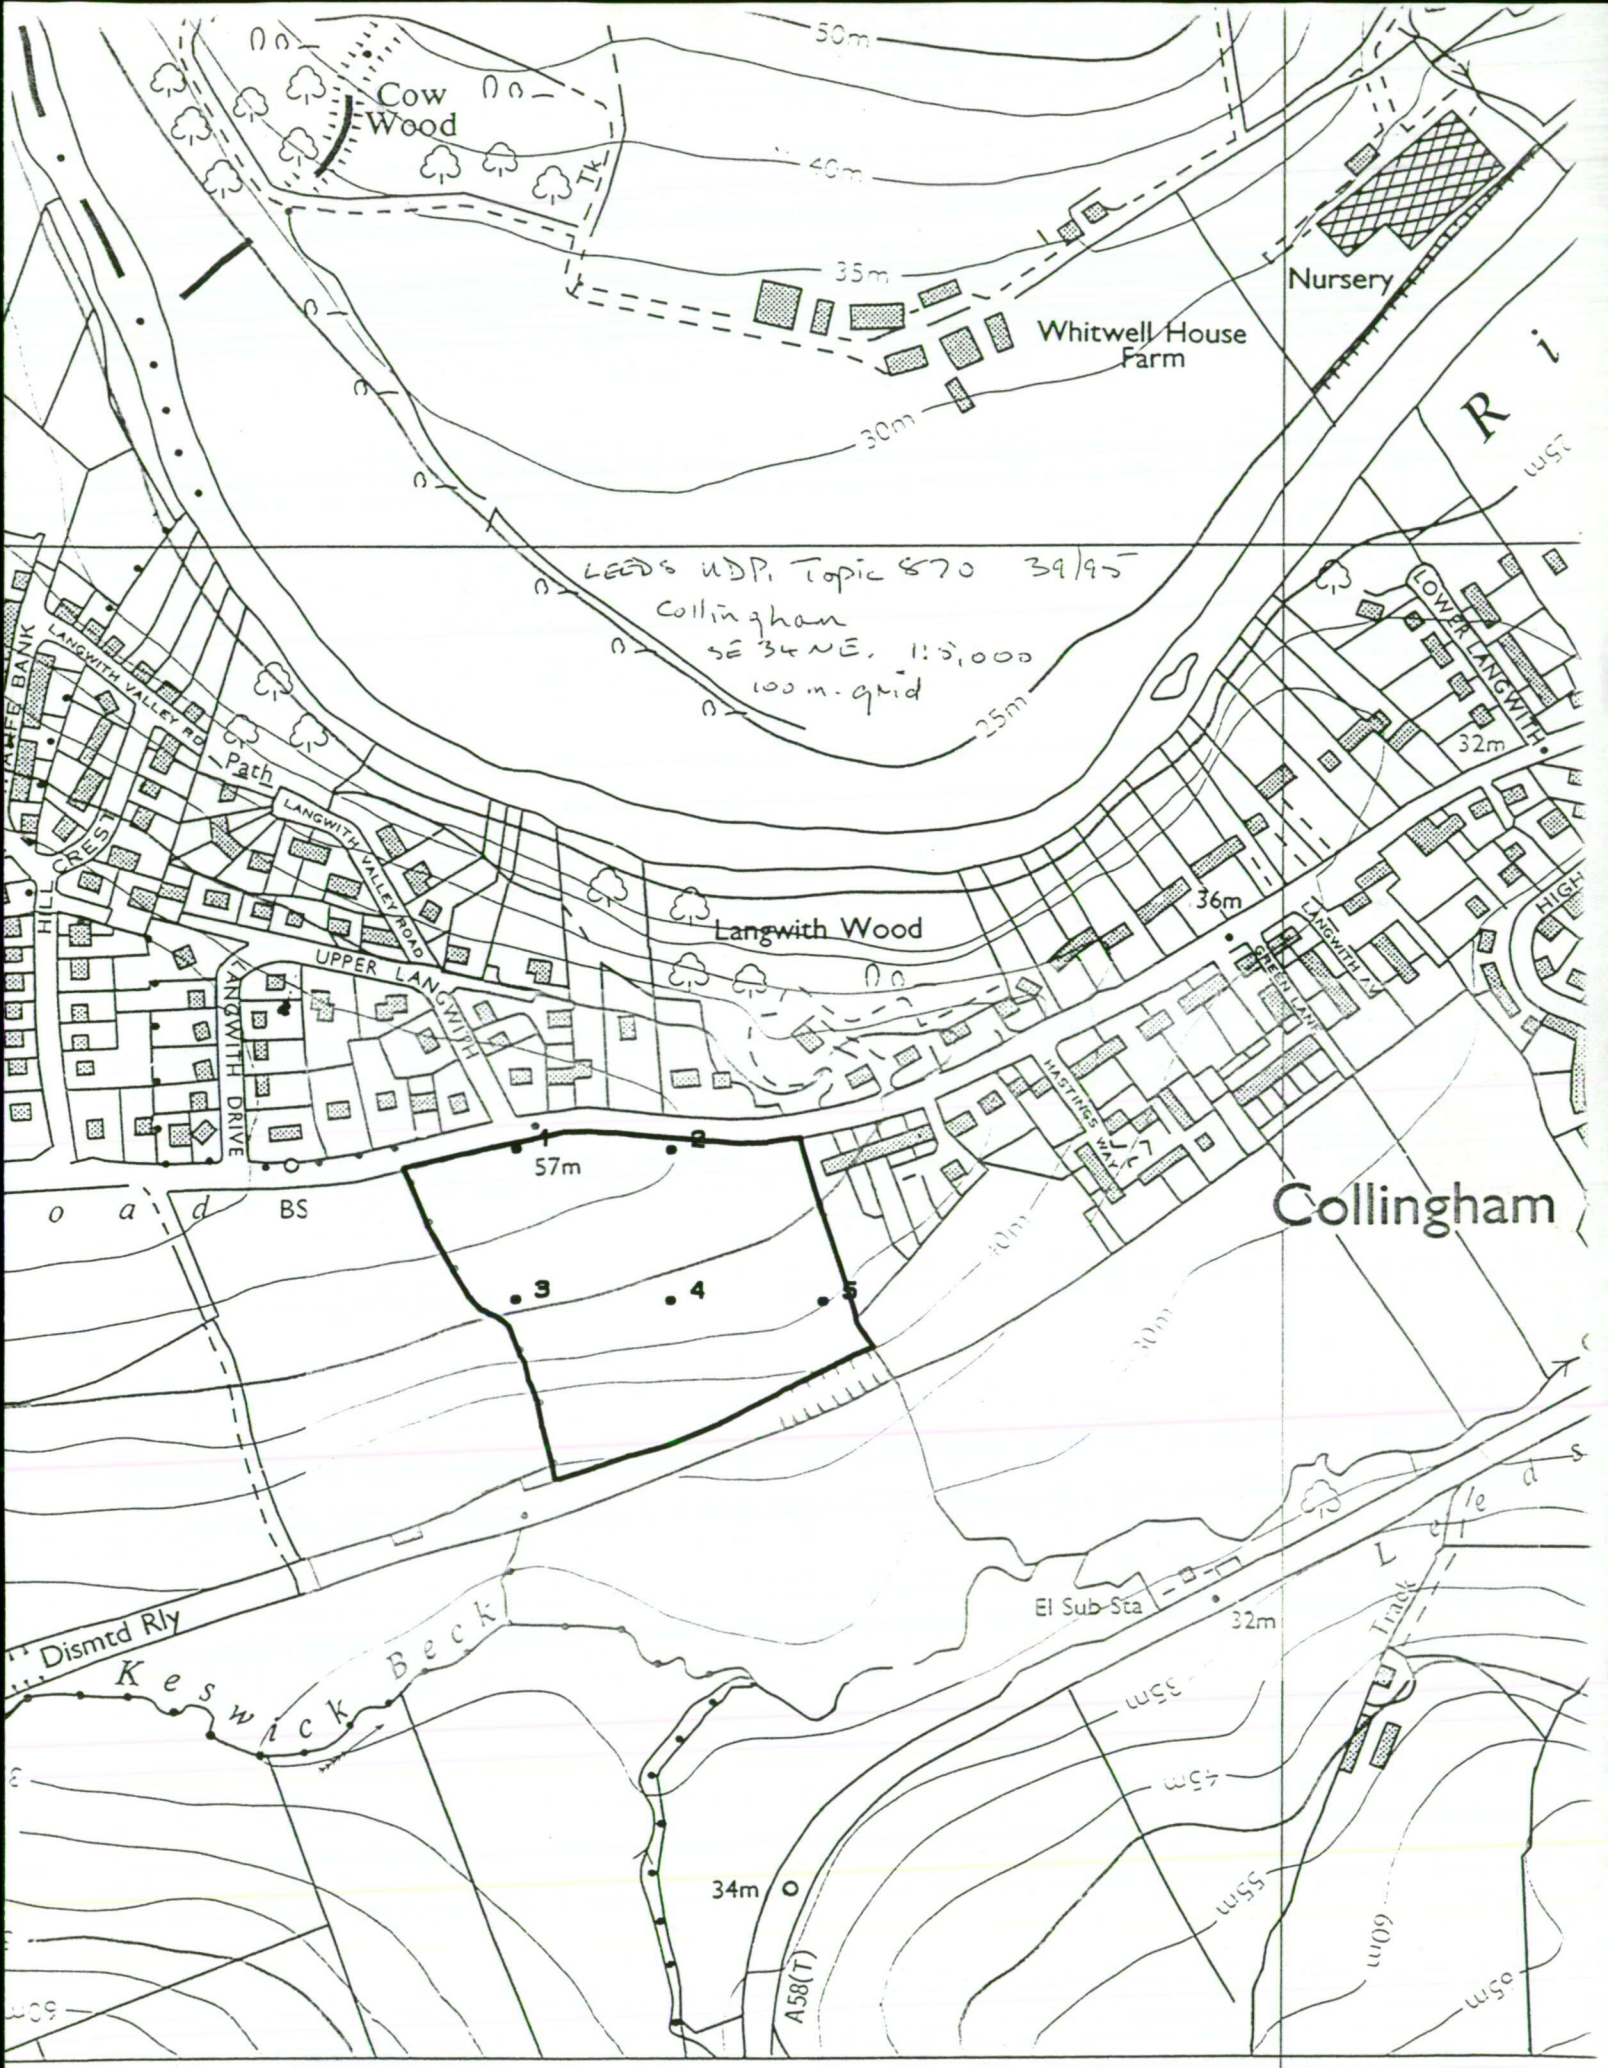 50m
Cow
Wood
Tk
40m
35m
Nursery
Whitwell House
Farm
30m
R i
25m
LEEDS UDP. Topic 870 39/95
Collingham
SE 34 NE. 1:5,000
100 m. grid
25m
LOWER LANGWITH
32m
BANK
LANGWITH VALLEY RD
Path
LANGWITH VALLEY ROAD
HILL CREST
Langwith Wood
36m
HIGH
LANGWITH AV
GREEN LANE
UPPER LANGWITH
LANGWITH DRIVE
HASTINGS WAY
1
2
57m
o a d
BS
Collingham
40m
3
4
5
30m
L e d s
El Sub Sta
32m
Track
Dismtd Rly
Keswick Beck
35m
45m
34m
55m
60m
A58(T)
60m
65m